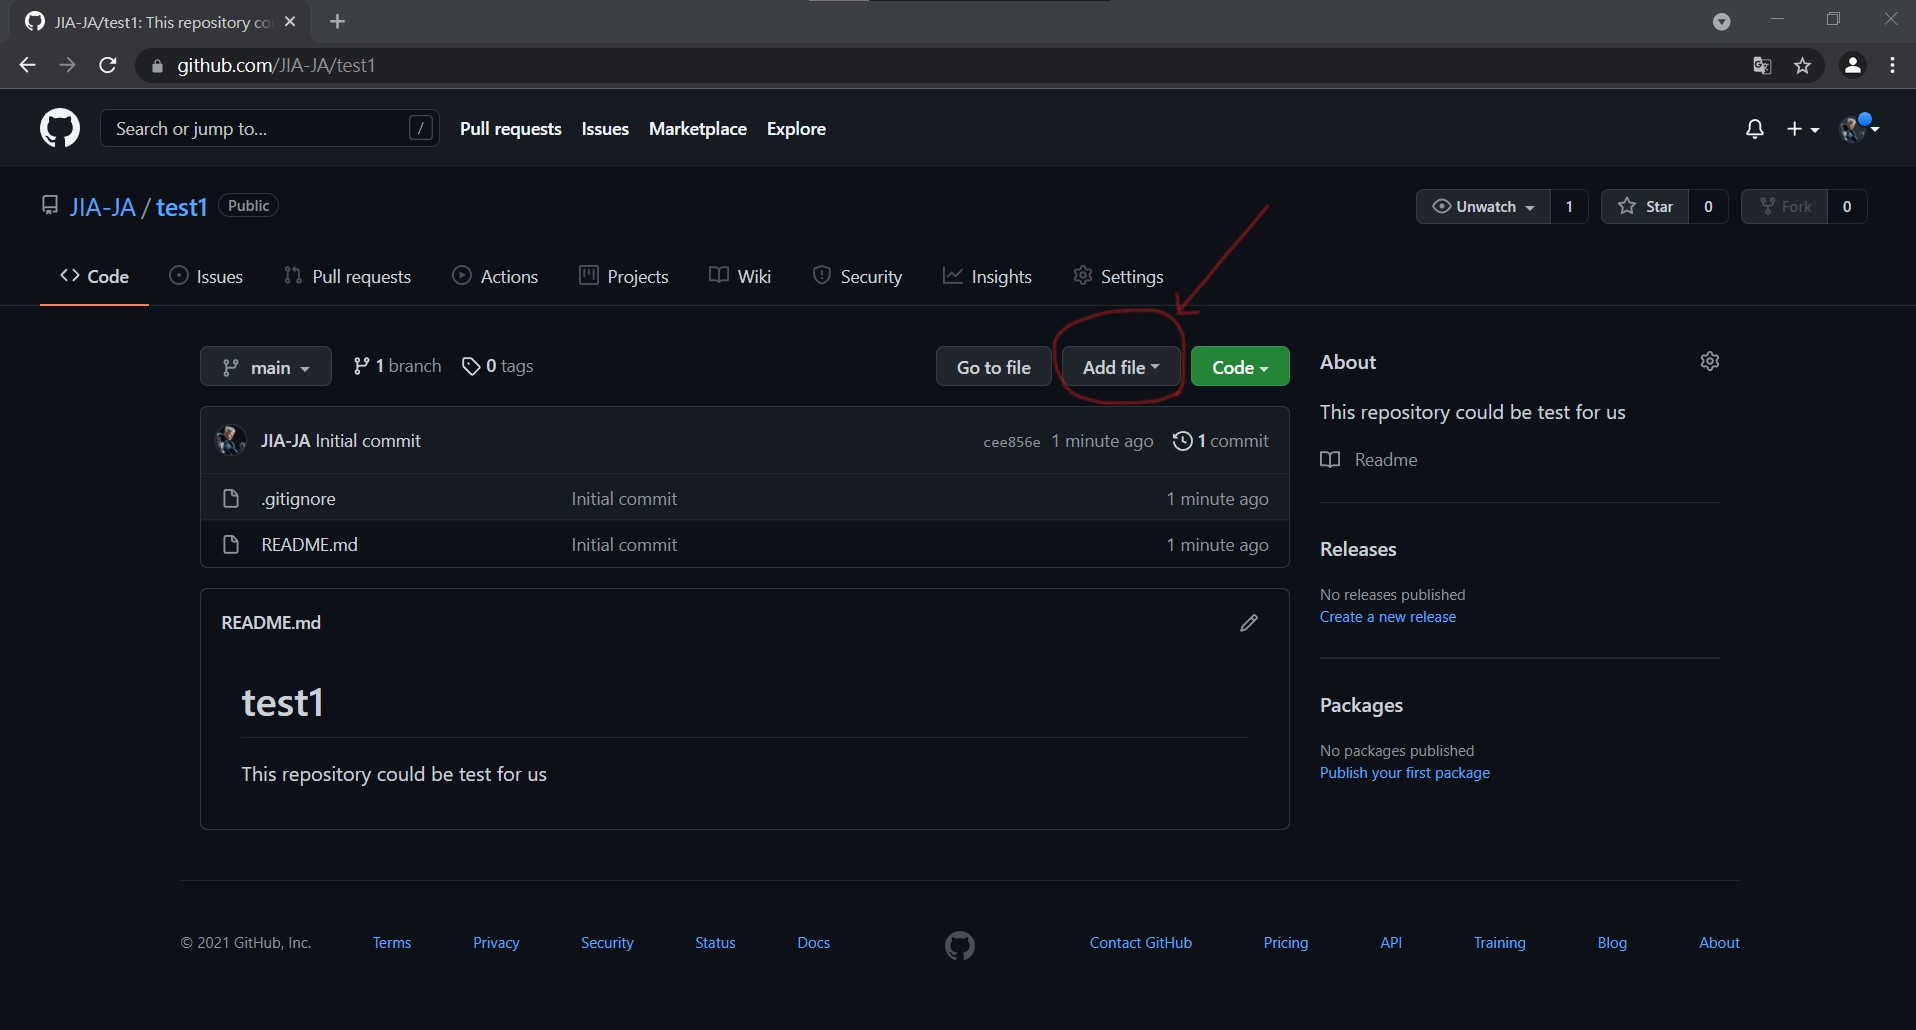 JIA-JA/test1: This repository co
github.com/JIA-JA/test1
Search or jump to... /
Pull requests Issues Marketplace Explore
JIA-JA / test1 Public
Unwatch 1 Star 0 Fork 0
Code Issues Pull requests Actions Projects Wiki Security Insights Settings
main 1 branch 0 tags Go to file Add file Code
JIA-JA Initial commit cee856e 1 minute ago 1 commit
.gitignore Initial commit 1 minute ago
README.md Initial commit 1 minute ago
README.md
test1
This repository could be test for us
About
This repository could be test for us
Readme
Releases
No releases published
Create a new release
Packages
No packages published
Publish your first package
© 2021 GitHub, Inc. Terms Privacy Security Status Docs Contact GitHub Pricing API Training Blog About